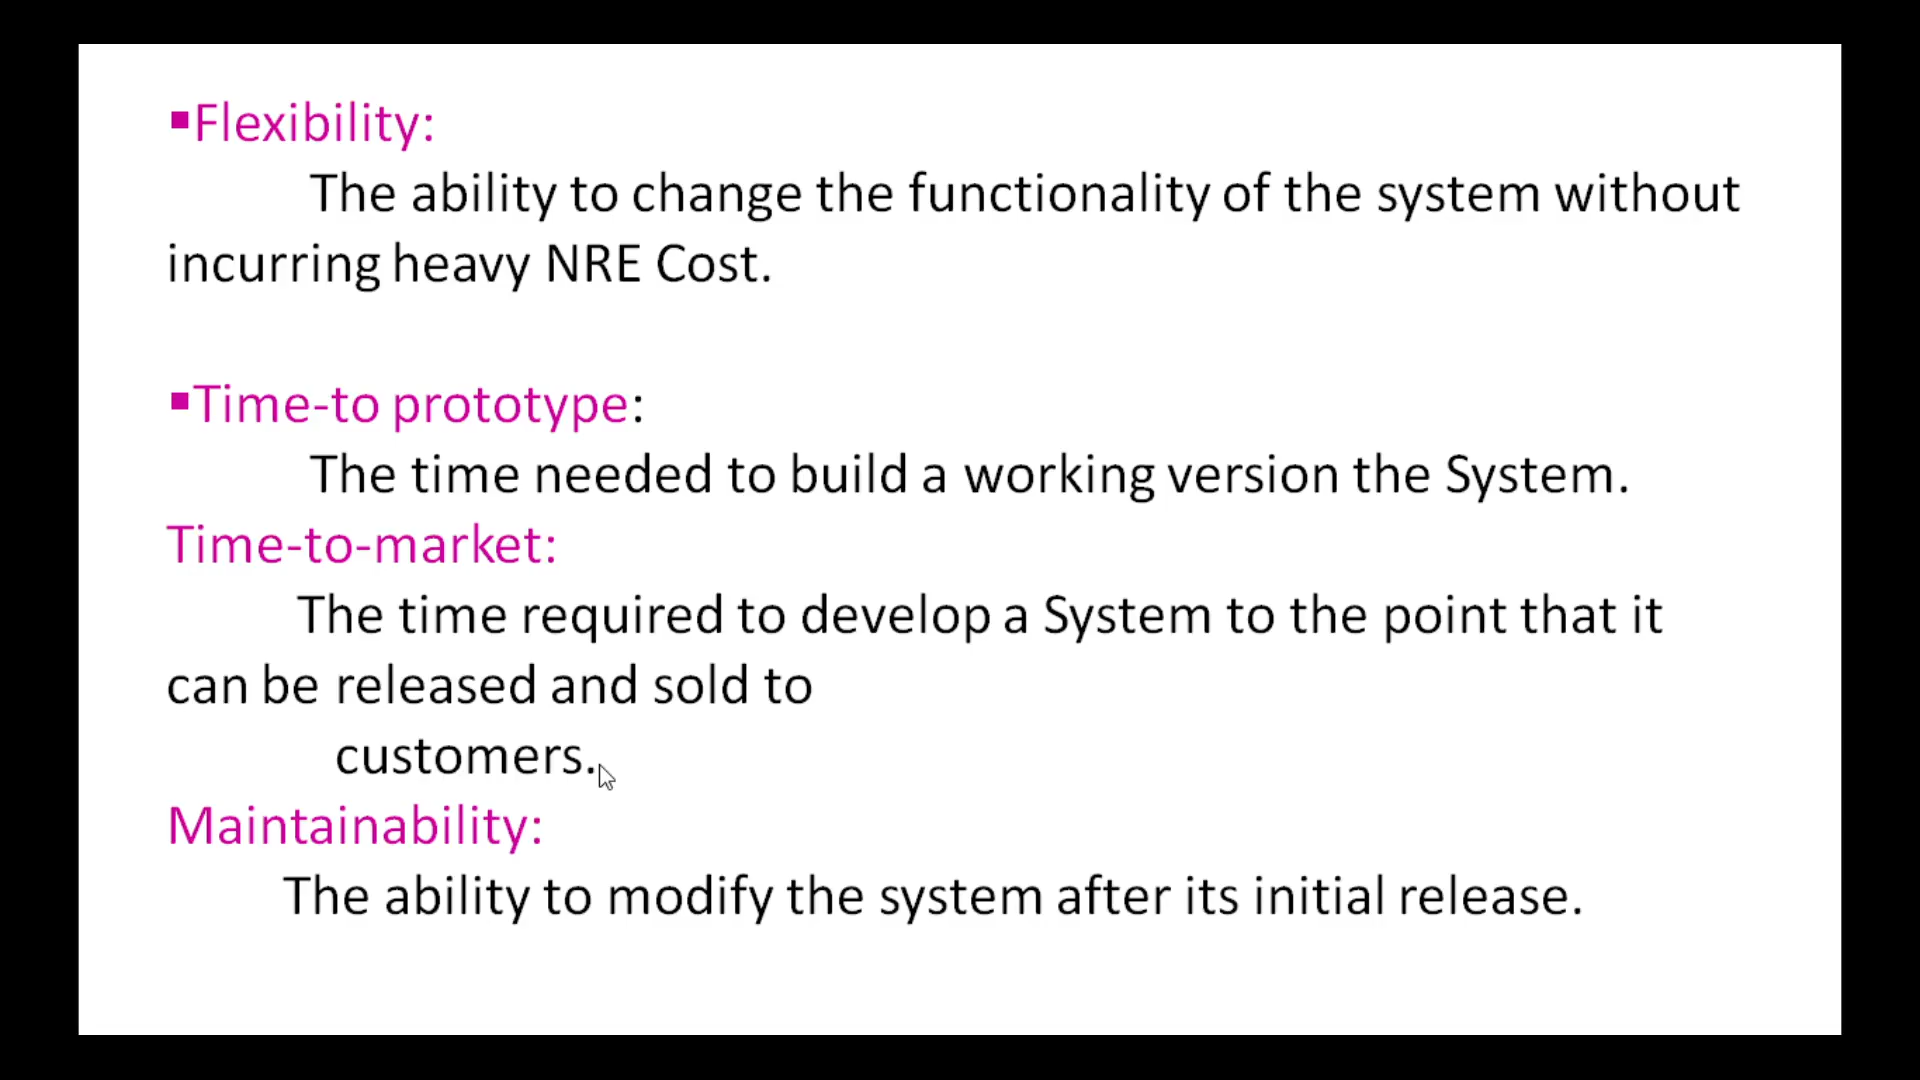 ▪Flexibility:
The ability to change the functionality of the system without
incurring heavy NRE Cost.
▪Time-to prototype:
The time needed to build a working version the System.
Time-to-market:
The time required to develop a System to the point that it
can be released and sold to
customers.
Maintainability:
The ability to modify the system after its initial release.